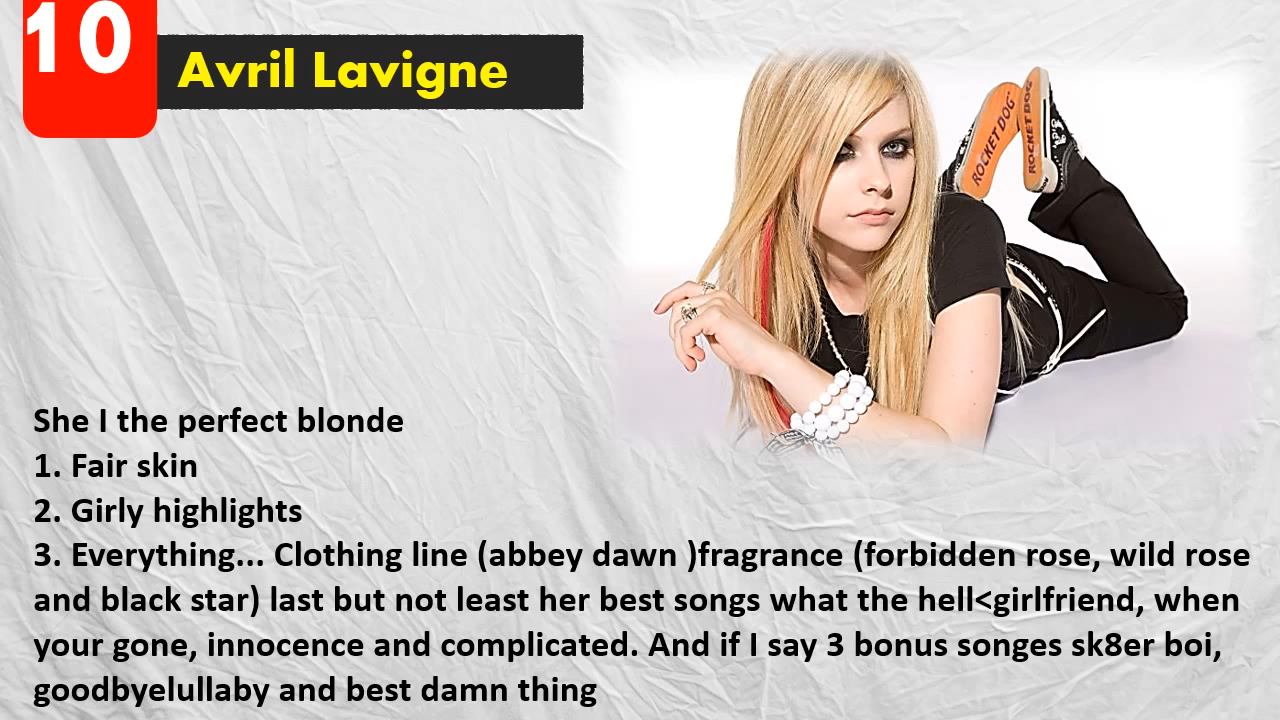 10
Avril Lavigne
ROCKET DOG
ROCKET DOG
She I the perfect blonde
1. Fair skin
2. Girly highlights
3. Everything... Clothing line (abbey dawn )fragrance (forbidden rose, wild rose
and black star) last but not least her best songs what the hell<girlfriend, when
your gone, innocence and complicated. And if I say 3 bonus songes sk8er boi,
goodbyelullaby and best damn thing